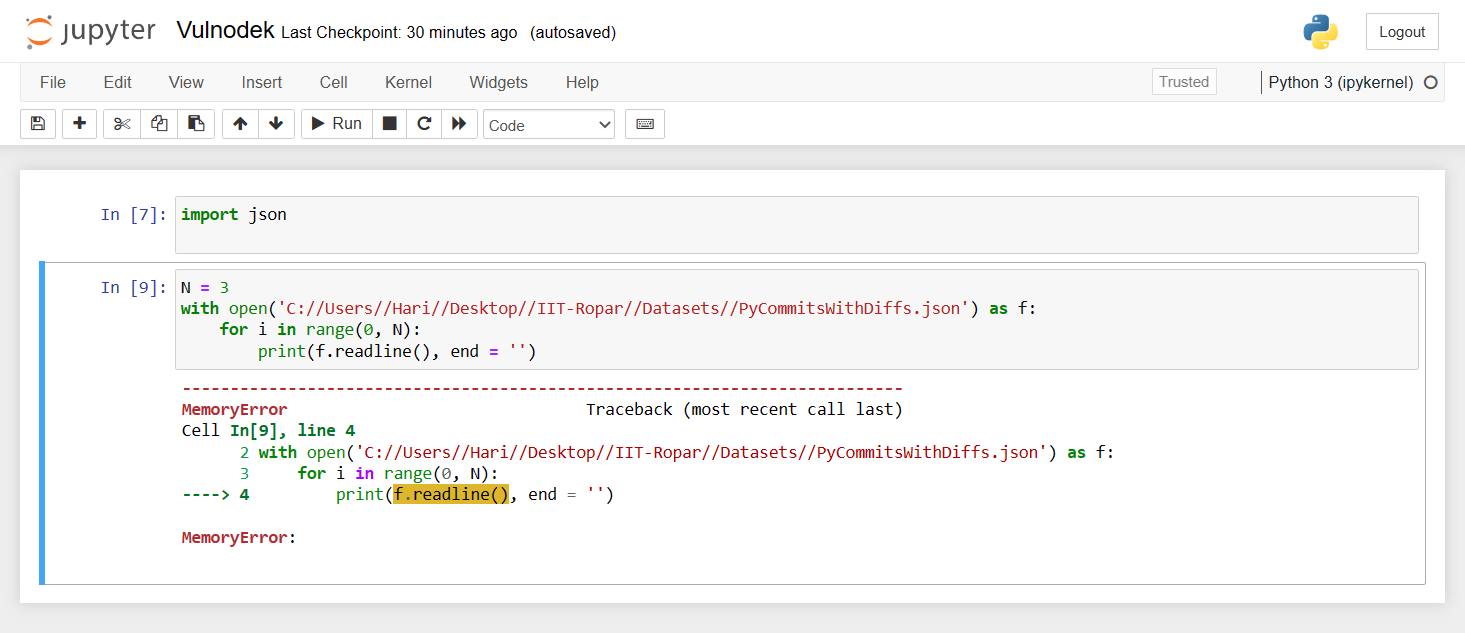 jupyter Vulnodek Last Checkpoint: 30 minutes ago (autosaved)
Logout
File Edit View Insert Cell Kernel Widgets Help
Trusted
Python 3 (ipykernel)
Run
Code
In [7]: import json
In [9]: N = 3
with open('C://Users//Hari//Desktop//IIT-Ropar//Datasets//PyCommitsWithDiffs.json') as f:
    for i in range(0, N):
        print(f.readline(), end = '')
---------------------------------------------------------------------------
MemoryError                               Traceback (most recent call last)
Cell In[9], line 4
      2 with open('C://Users//Hari//Desktop//IIT-Ropar//Datasets//PyCommitsWithDiffs.json') as f:
      3     for i in range(0, N):
----> 4         print(f.readline(), end = '')
MemoryError: